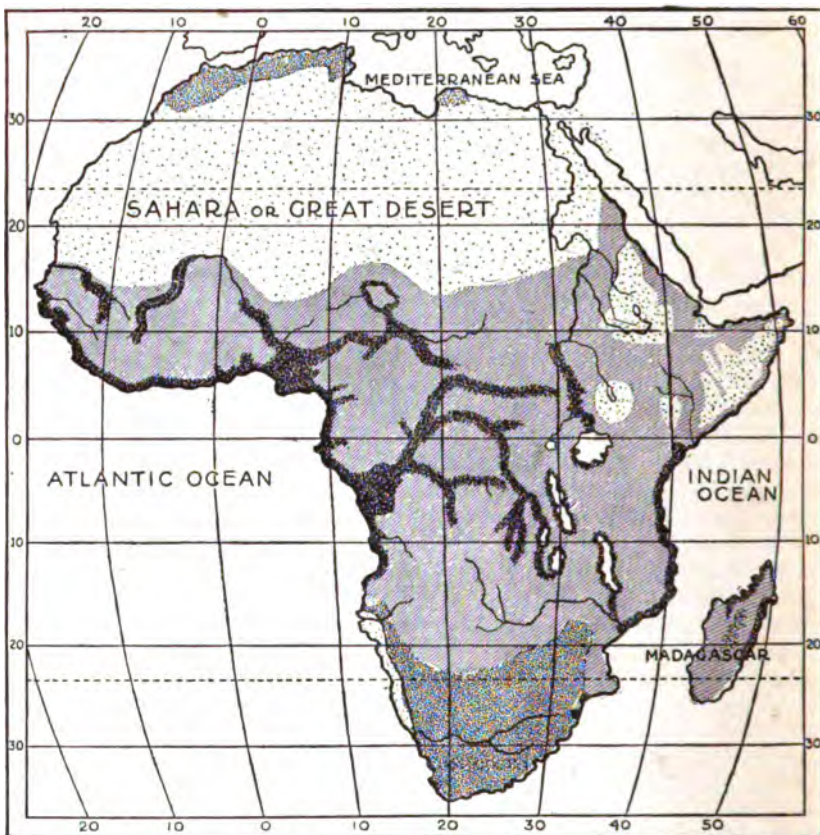 20 10 0 10 20 30 40 50 60
MEDITERRANEAN SEA
30 30
SAHARA OR GREAT DESERT
20 20
10 10
0 0
ATLANTIC OCEAN
INDIAN
OCEAN
10 10
20 20
MADAGASCAR
30 30
20 10 0 10 20 30 40 50